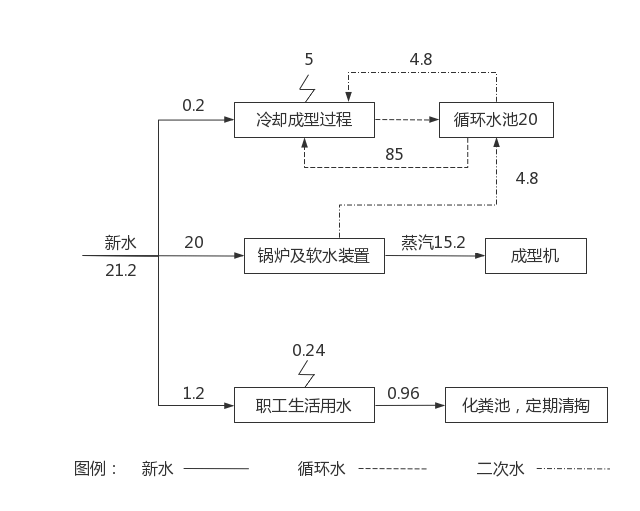 5
4.8
0.2
冷却成型过程
循环水池20
85
4.8
新水
20
蒸汽15.2
锅炉及软水装置
成型机
21.2
0.24
1.2
0.96
职工生活用水
化粪池，定期清掏
图例： 新水 循环水 二次水